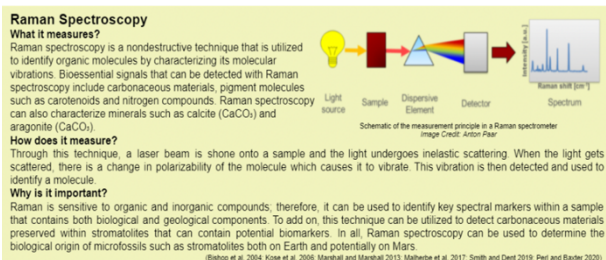 Raman Spectroscopy
What it measures?
Raman spectroscopy is a nondestructive technique that is utilized
to identify organic molecules by characterizing its molecular
vibrations. Bioessential signals that can be detected with Raman
spectroscopy include carbonaceous materials, pigment molecules
such as carotenoids and nitrogen compounds. Raman spectroscopy
can also characterize minerals such as calcite (CaCO₃) and
aragonite (CaCO₃).
Light source
Sample
Dispersive Element
Detector
Intensity [a.u.]
Raman shift [cm⁻¹]
Spectrum
Schematic of the measurement principle in a Raman spectrometer
Image Credit: Anton Paar
How does it measure?
Through this technique, a laser beam is shone onto a sample and the light undergoes inelastic scattering. When the light gets
scattered, there is a change in polarizability of the molecule which causes it to vibrate. This vibration is then detected and used to
identify a molecule.
Why is it important?
Raman is sensitive to organic and inorganic compounds; therefore, it can be used to identify key spectral markers within a sample
that contains both biological and geological components. To add on, this technique can be utilized to detect carbonaceous materials
preserved within stromatolites that can contain potential biomarkers. In all, Raman spectroscopy can be used to determine the
biological origin of microfossils such as stromatolites both on Earth and potentially on Mars.
(Bishop et al. 2004; Kose et al. 2006; Marshall and Marshall 2013; Malherbe et al. 2017; Smith and Dent 2019; Perl and Baxter 2020)